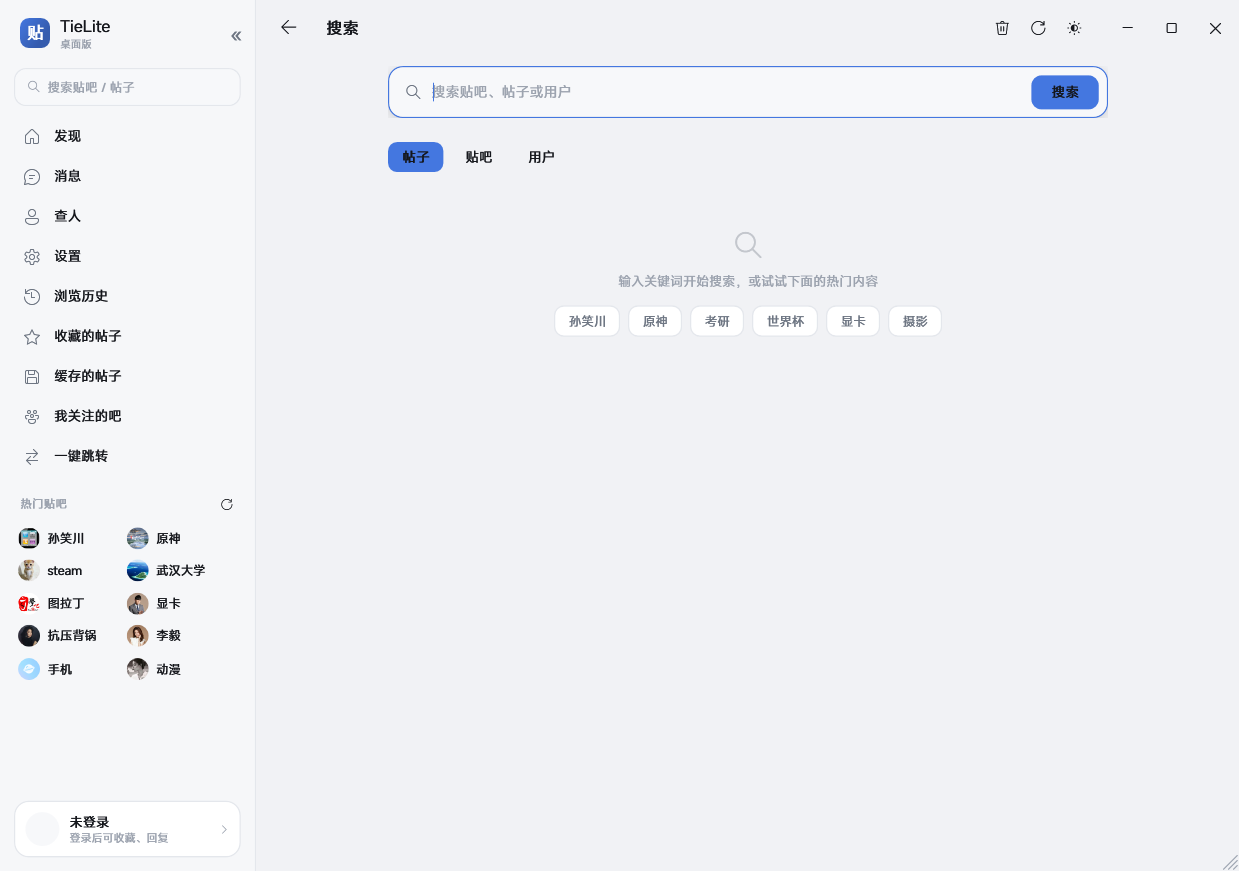 贴
TieLite
桌面版
搜索贴吧 / 帖子
发现
消息
查人
设置
浏览历史
收藏的帖子
缓存的帖子
我关注的吧
一键跳转
热门贴吧
孙笑川
原神
steam
武汉大学
图拉丁
显卡
抗压背锅
李毅
手机
动漫
未登录
登录后可收藏、回复
搜索
搜索贴吧、帖子或用户
搜索
帖子
贴吧
用户
输入关键词开始搜索，或试试下面的热门内容
孙笑川
原神
考研
世界杯
显卡
摄影